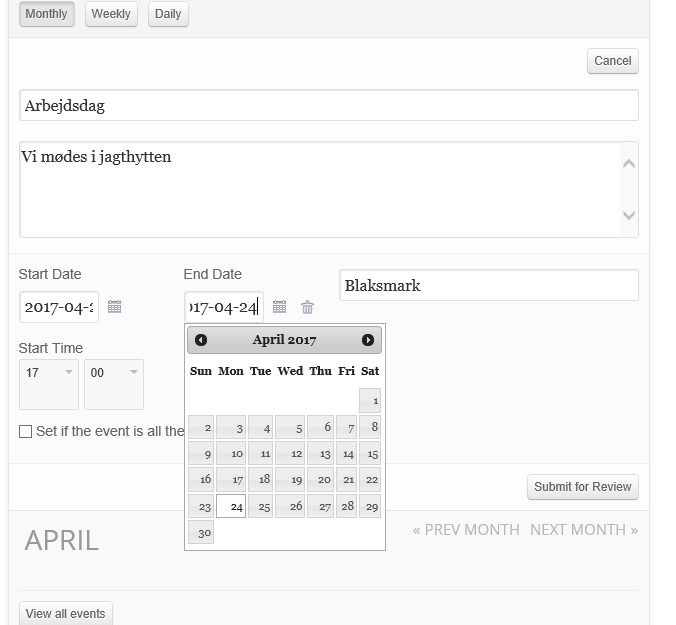 Monthly Weekly Daily
Cancel
Arbejdsdag
Vi mødes i jagthytten
Start Date End Date
Blaksmark
2017-04-2 017-04-24
Start Time
April 2017
17 00
Sun Mon Tue Wed Thu Fri Sat
1
2 3 4 5 6 7 8
Set if the event is all the
9 10 11 12 13 14 15
16 17 18 19 20 21 22
Submit for Review
23 24 25 26 27 28 29
30
APRIL
« PREV MONTH NEXT MONTH »
View all events